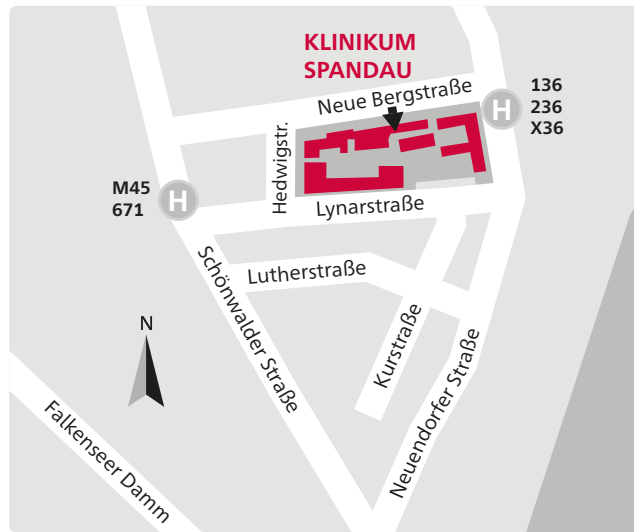 KLINIKUM
SPANDAU
Neue Bergstraße
H
136
236
X36
Hedwigstr.
M45
671
H
Lynarstraße
Schönwalder Straße
Lutherstraße
Kurstraße
Neuendorfer Straße
N
Falkenseer Damm